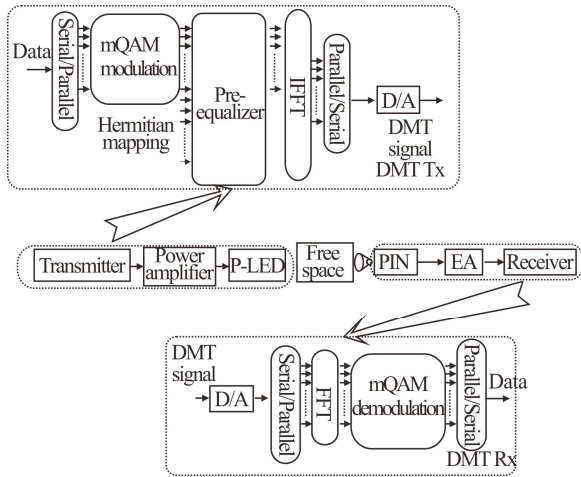 Data
Serial/Parallel
mQAM
modulation
Hermitian
mapping
Pre-
equalizer
IFFT
Parallel/Serial
D/A
DMT
signal
DMT Tx
Transmitter
Power
amplifier
P-LED
Free
space
PIN
EA
Receiver
DMT
signal
D/A
Serial/Parallel
FFT
mQAM
demodulation
Parallel/Serial
Data
DMT Rx